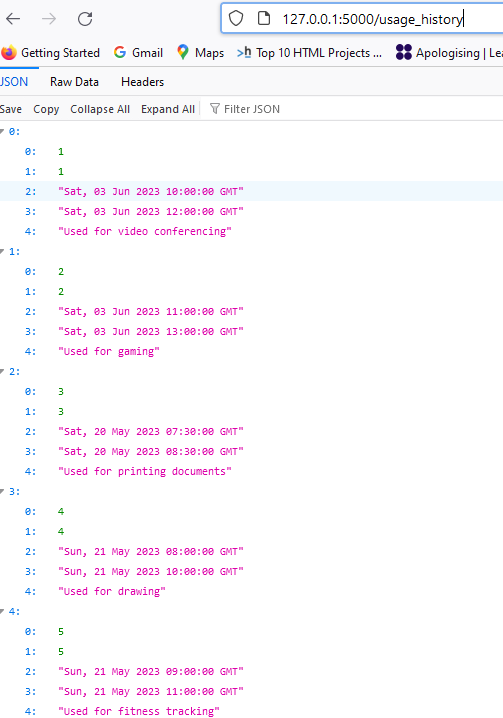 127.0.0.1:5000/usage_history
Getting Started Gmail Maps >h Top 10 HTML Projects ... Apologising | Lea
JSON Raw Data Headers
Save Copy Collapse All Expand All Filter JSON
0:
0: 1
1: 1
2: "Sat, 03 Jun 2023 10:00:00 GMT"
3: "Sat, 03 Jun 2023 12:00:00 GMT"
4: "Used for video conferencing"
1:
0: 2
1: 2
2: "Sat, 03 Jun 2023 11:00:00 GMT"
3: "Sat, 03 Jun 2023 13:00:00 GMT"
4: "Used for gaming"
2:
0: 3
1: 3
2: "Sat, 20 May 2023 07:30:00 GMT"
3: "Sat, 20 May 2023 08:30:00 GMT"
4: "Used for printing documents"
3:
0: 4
1: 4
2: "Sun, 21 May 2023 08:00:00 GMT"
3: "Sun, 21 May 2023 10:00:00 GMT"
4: "Used for drawing"
4:
0: 5
1: 5
2: "Sun, 21 May 2023 09:00:00 GMT"
3: "Sun, 21 May 2023 11:00:00 GMT"
4: "Used for fitness tracking"